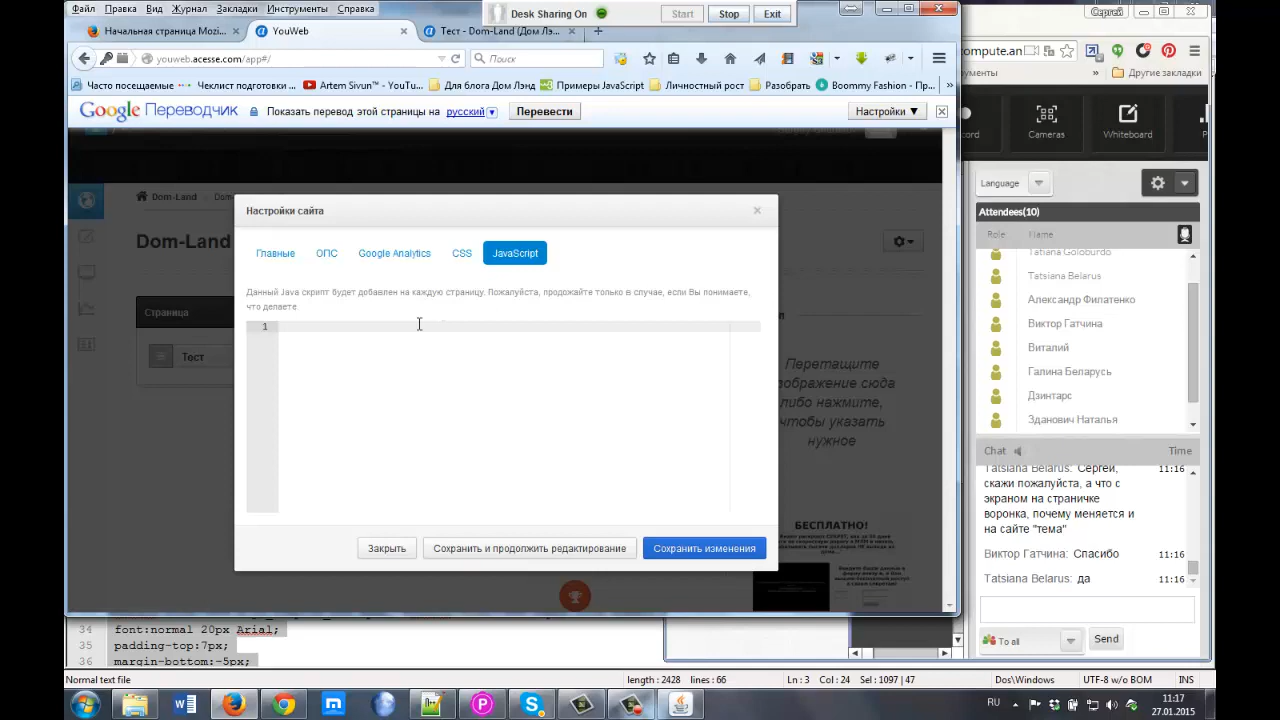 Файл Правка Вид Журнал Закладки Инструменты Справка
Desk Sharing On Start Stop Exit
Сергей
Начальная страница Mozi...
YouWeb
Тест - Dom-Land (Дом Лэ...
youweb.acesse.com/app#/
Поиск
compute.an
Часто посещаемые
Чеклист подготовки ...
Artem Sivun™ - YouTu...
Для блога Дом Лэнд
Примеры JavaScript
Личностный рост
Разобрать
Boommy Fashion - Пр...
»
» Другие закладки
Google Переводчик
Показать перевод этой страницы на русский
Перевести
Настройки ▼
Cameras
Whiteboard
Language
Attendees(10)
Role Name
Tatiana Goloburdo
Tatsiana Belarus
Александр Филатенко
Виктор Гатчина
Виталий
Галина Беларусь
Дзинтарс
Зданович Наталья
Chat Time
Tatsiana Belarus: Сергей, 11:16
скажи пожалуйста, а что с
экраном на страничке
воронка, почему меняется и
на сайте "тема"
Виктор Гатчина: Спасибо 11:16
Tatsiana Belarus: да 11:16
To all
Send
Dom-Land
Dom-Land
Страница
Тест
Настройки сайта
Главные ОПС Google Analytics CSS JavaScript
Данный Java скрипт будет добавлен на каждую страницу. Пожалуйста, продолжайте только в случае, если Вы понимаете,
что делаете.
1
Закрыть
Сохранить и продолжить редактирование
Сохранить изменения
Перетащите
изображение сюда
либо нажмите,
чтобы указать
нужное
БЕСПЛАТНО!
34 font:normal 20px Arial;
35 padding-top:7px;
36 margin-bottom:-5px;
Normal text file
length : 2428 lines : 66
Ln : 3 Col : 24 Sel : 1097 | 47
Dos\Windows
UTF-8 w/o BOM
INS
RU
11:17
27.01.2015